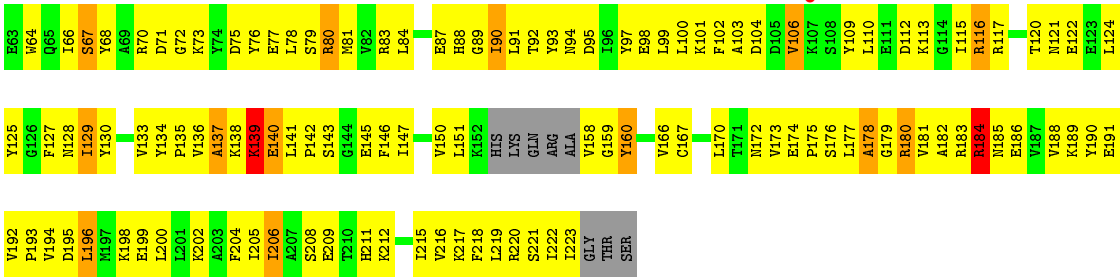 E63 W64 Q65 I66 S67 Y68 A69 R70 D71 G72 K73 Y74 D75 Y76 E77 L78 S79 R80 M81 V82 R83 L84 E87 H88 G89 I90 L91 T92 Y93 N94 D95 I96 Y97 E98 L99 L100 K101 F102 A103 D104 D105 V106 K107 S108 Y109 L110 E111 D112 K113 G114 I115 R116 R117 T120 N121 E122 E123 L124
Y125 G126 F127 N128 I129 Y130 V133 Y134 P135 V136 A137 K138 K139 E140 L141 P142 S143 G144 E145 F146 I147 V150 L151 K152 HIS LYS GLN ARG ALA V158 G159 Y160 V166 C167 L170 T171 N172 V173 E174 P175 S176 L177 A178 G179 R180 V181 A182 R183 R184 N185 E186 V187 V188 K189 Y190 E191
V192 P193 V194 D195 L196 M197 K198 E199 L200 L201 K202 A203 F204 I205 I206 A207 S208 E209 T210 H211 K212 I215 V216 K217 F218 L219 R220 S221 I222 I223 GLY THR SER